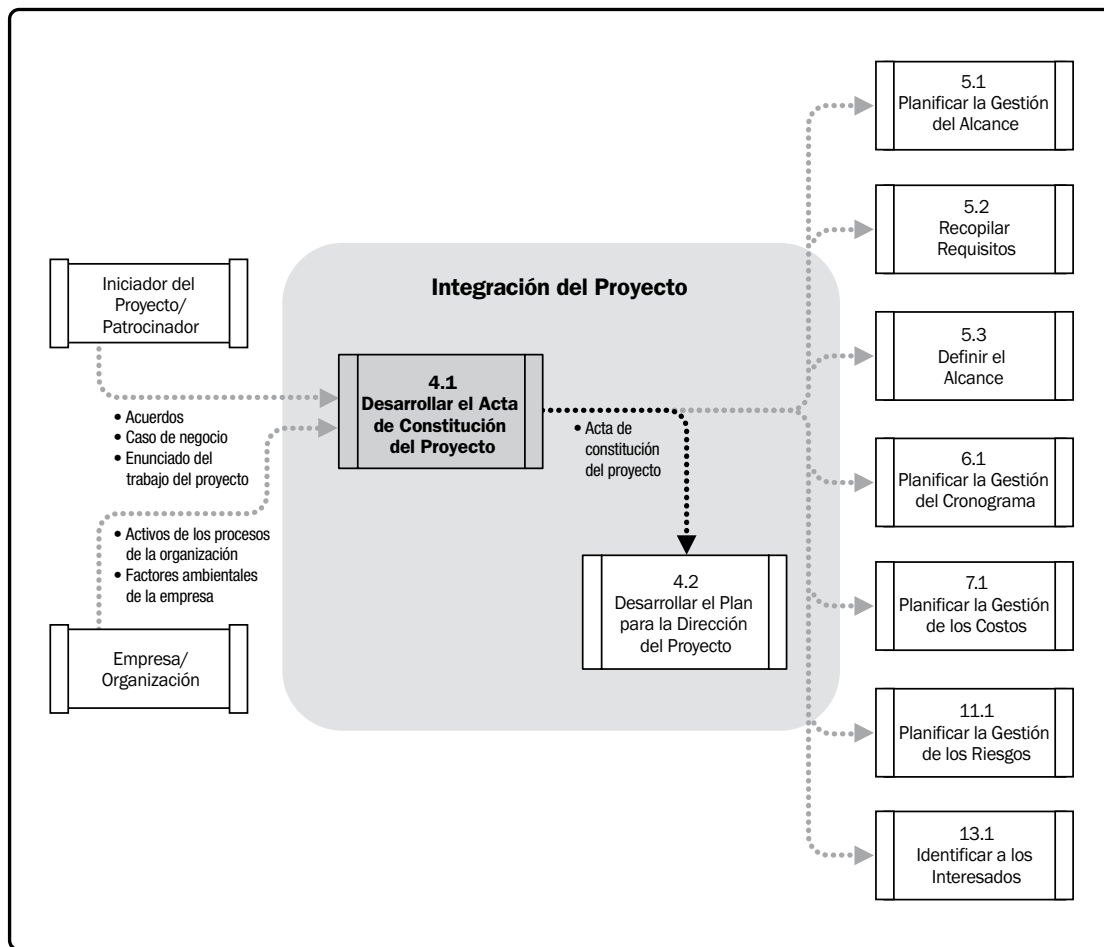 Integración del Proyecto
Iniciador del
Proyecto/
Patrocinador
• Acuerdos
• Caso de negocio
• Enunciado del
trabajo del proyecto
• Activos de los procesos
de la organización
• Factores ambientales
de la empresa
Empresa/
Organización
4.1
Desarrollar el Acta
de Constitución
del Proyecto
• Acta de
constitución
del proyecto
4.2
Desarrollar el Plan
para la Dirección
del Proyecto
5.1
Planificar la Gestión
del Alcance
5.2
Recopilar
Requisitos
5.3
Definir el
Alcance
6.1
Planificar la Gestión
del Cronograma
7.1
Planificar la Gestión
de los Costos
11.1
Planificar la Gestión
de los Riesgos
13.1
Identificar a los
Interesados